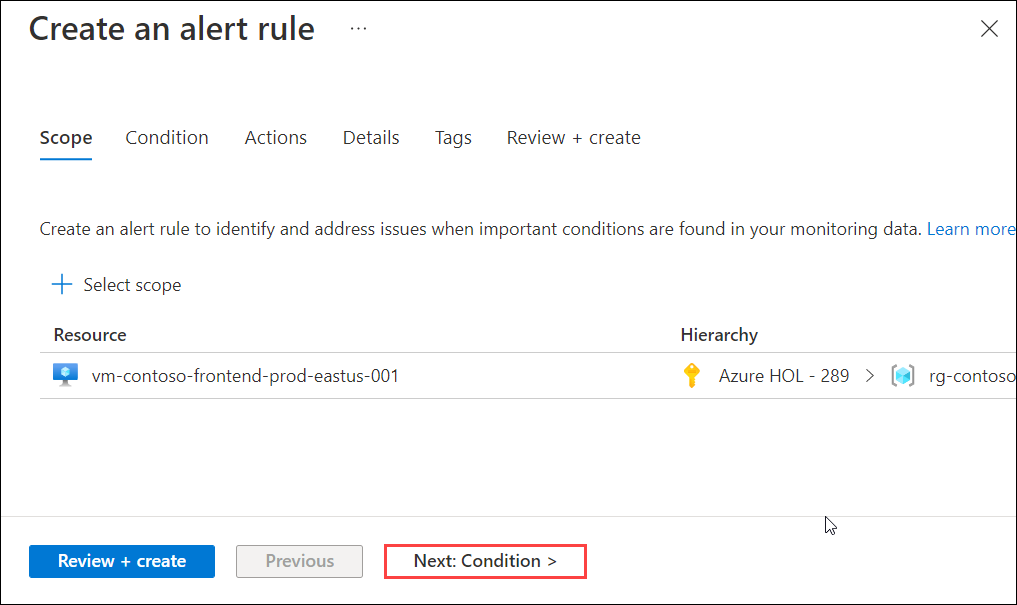 Create an alert rule ...
Scope Condition Actions Details Tags Review + create
Create an alert rule to identify and address issues when important conditions are found in your monitoring data. Learn more
+ Select scope
Resource Hierarchy
vm-contoso-frontend-prod-eastus-001 Azure HOL - 289 > rg-contoso
Review + create Previous Next: Condition >